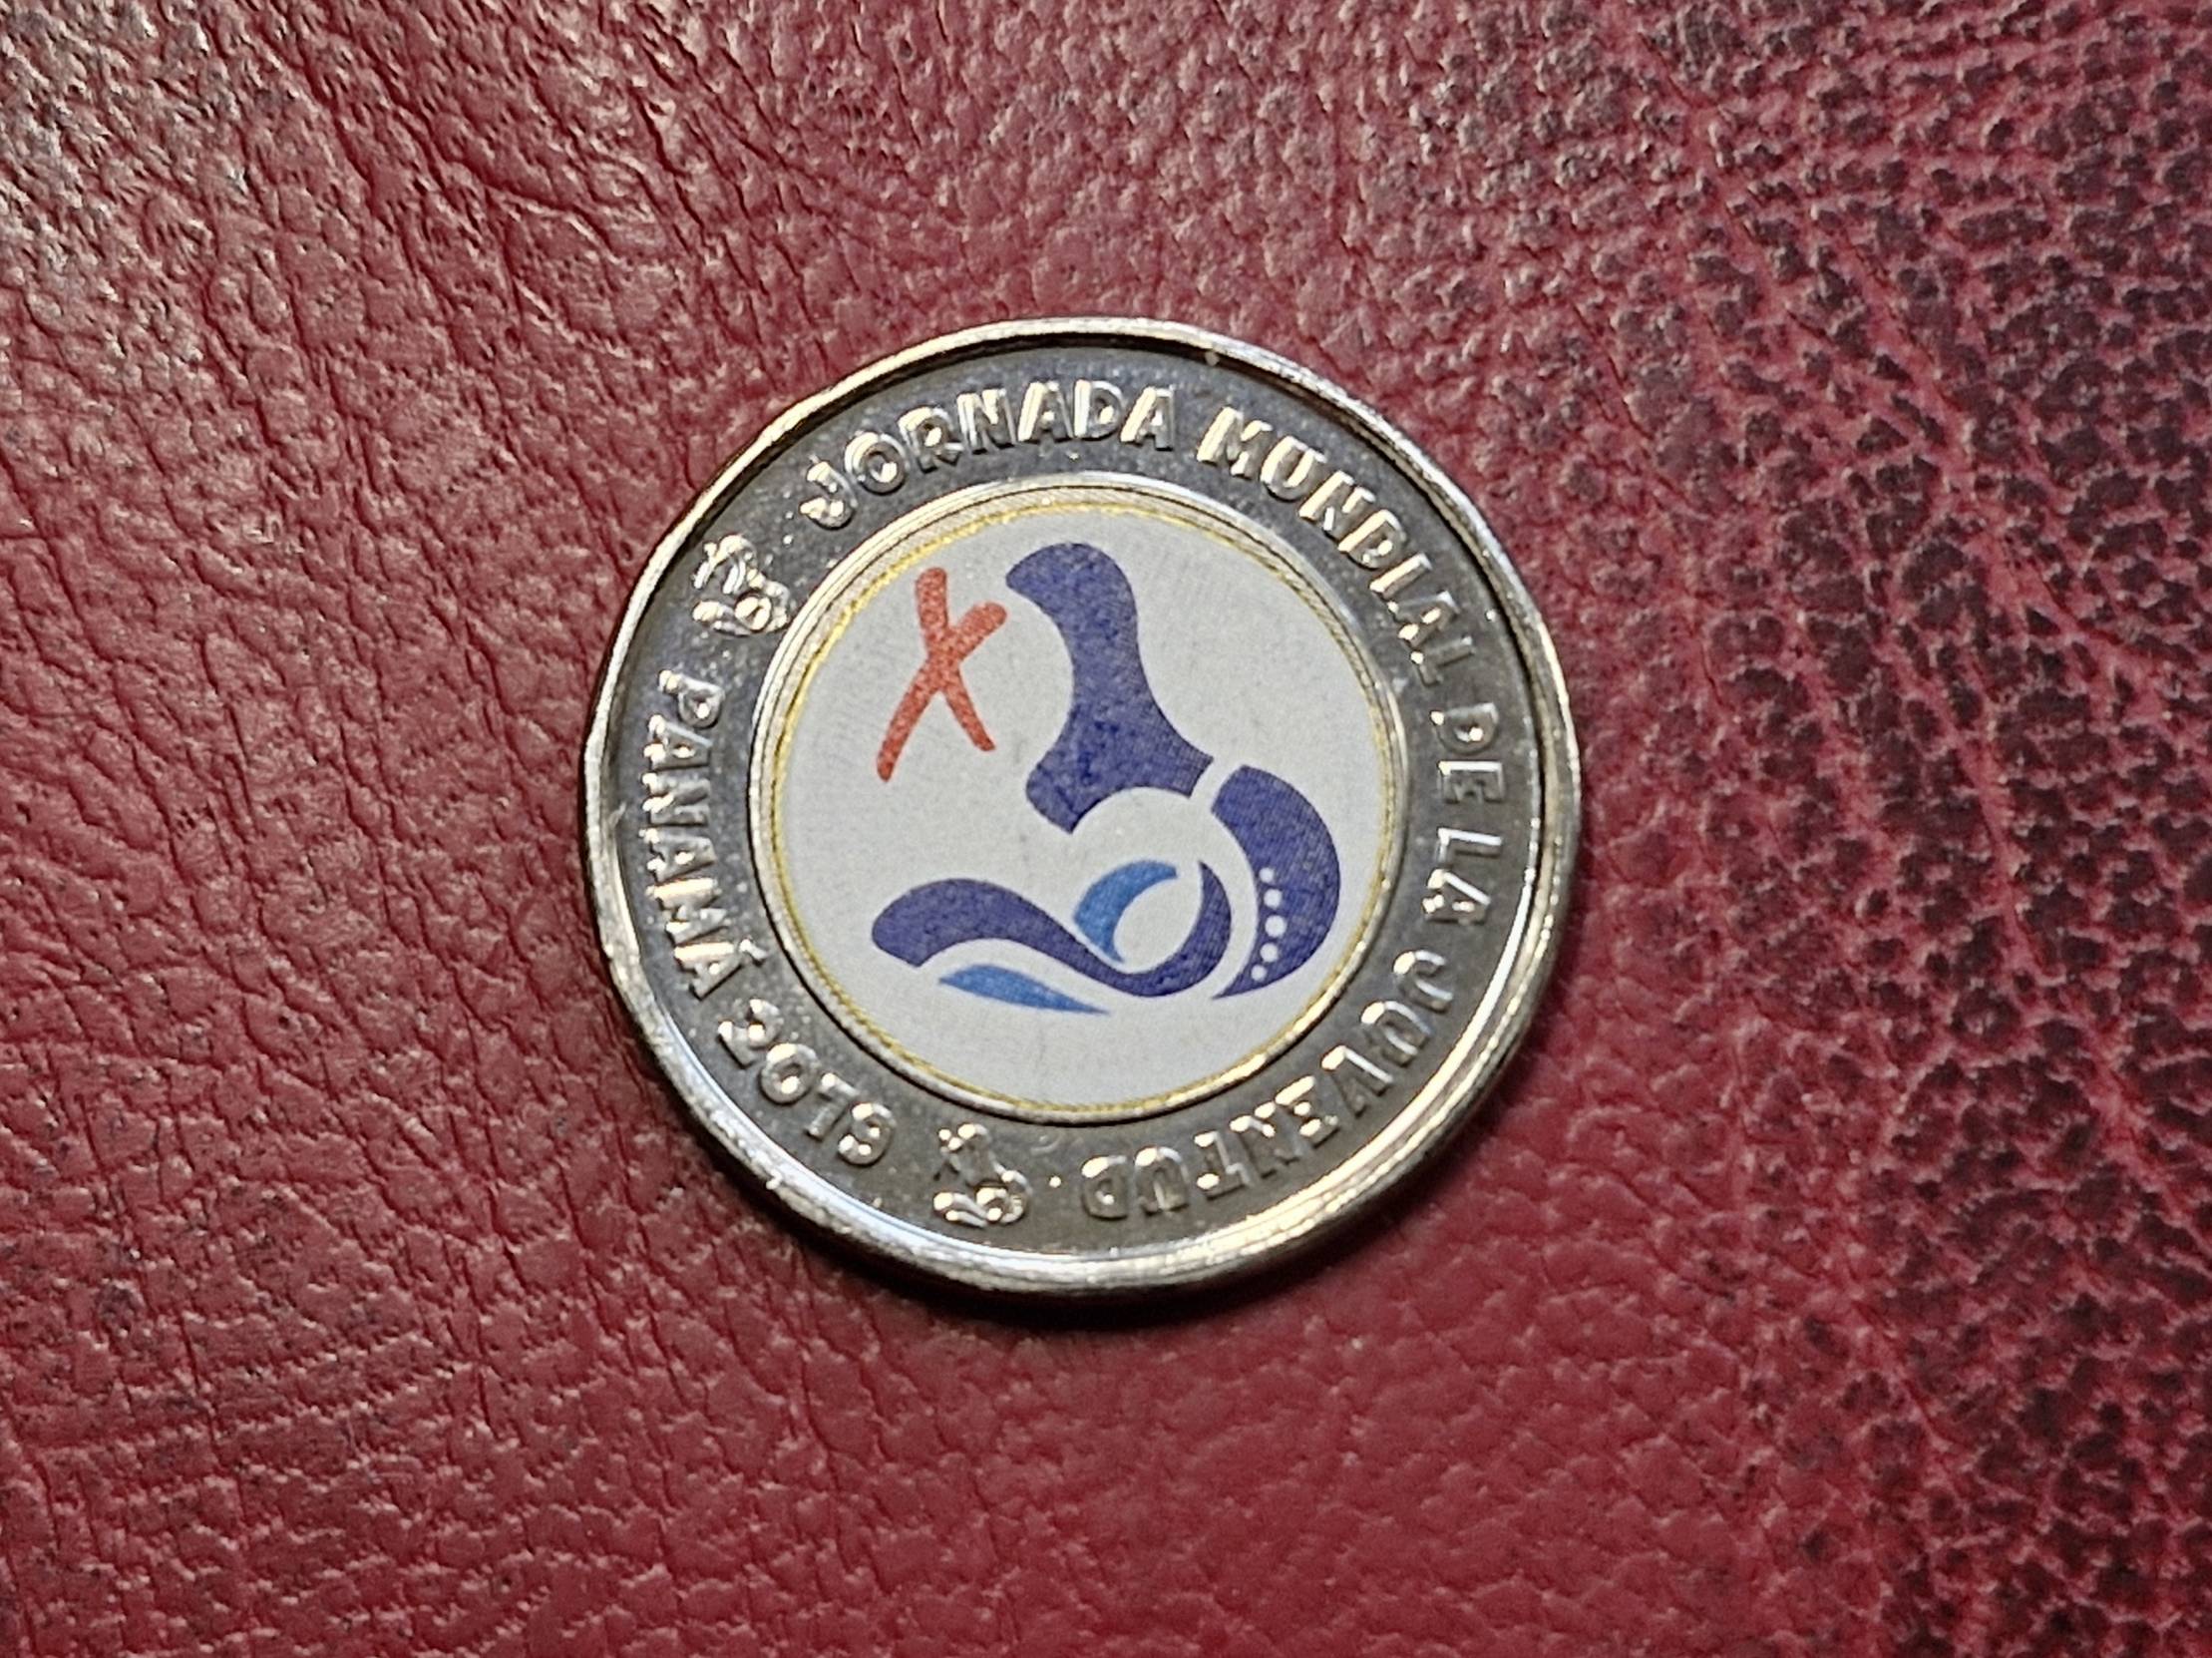 JORNADA MUNDIAL DE LA JUVENTUD
PANAMÁ 2019